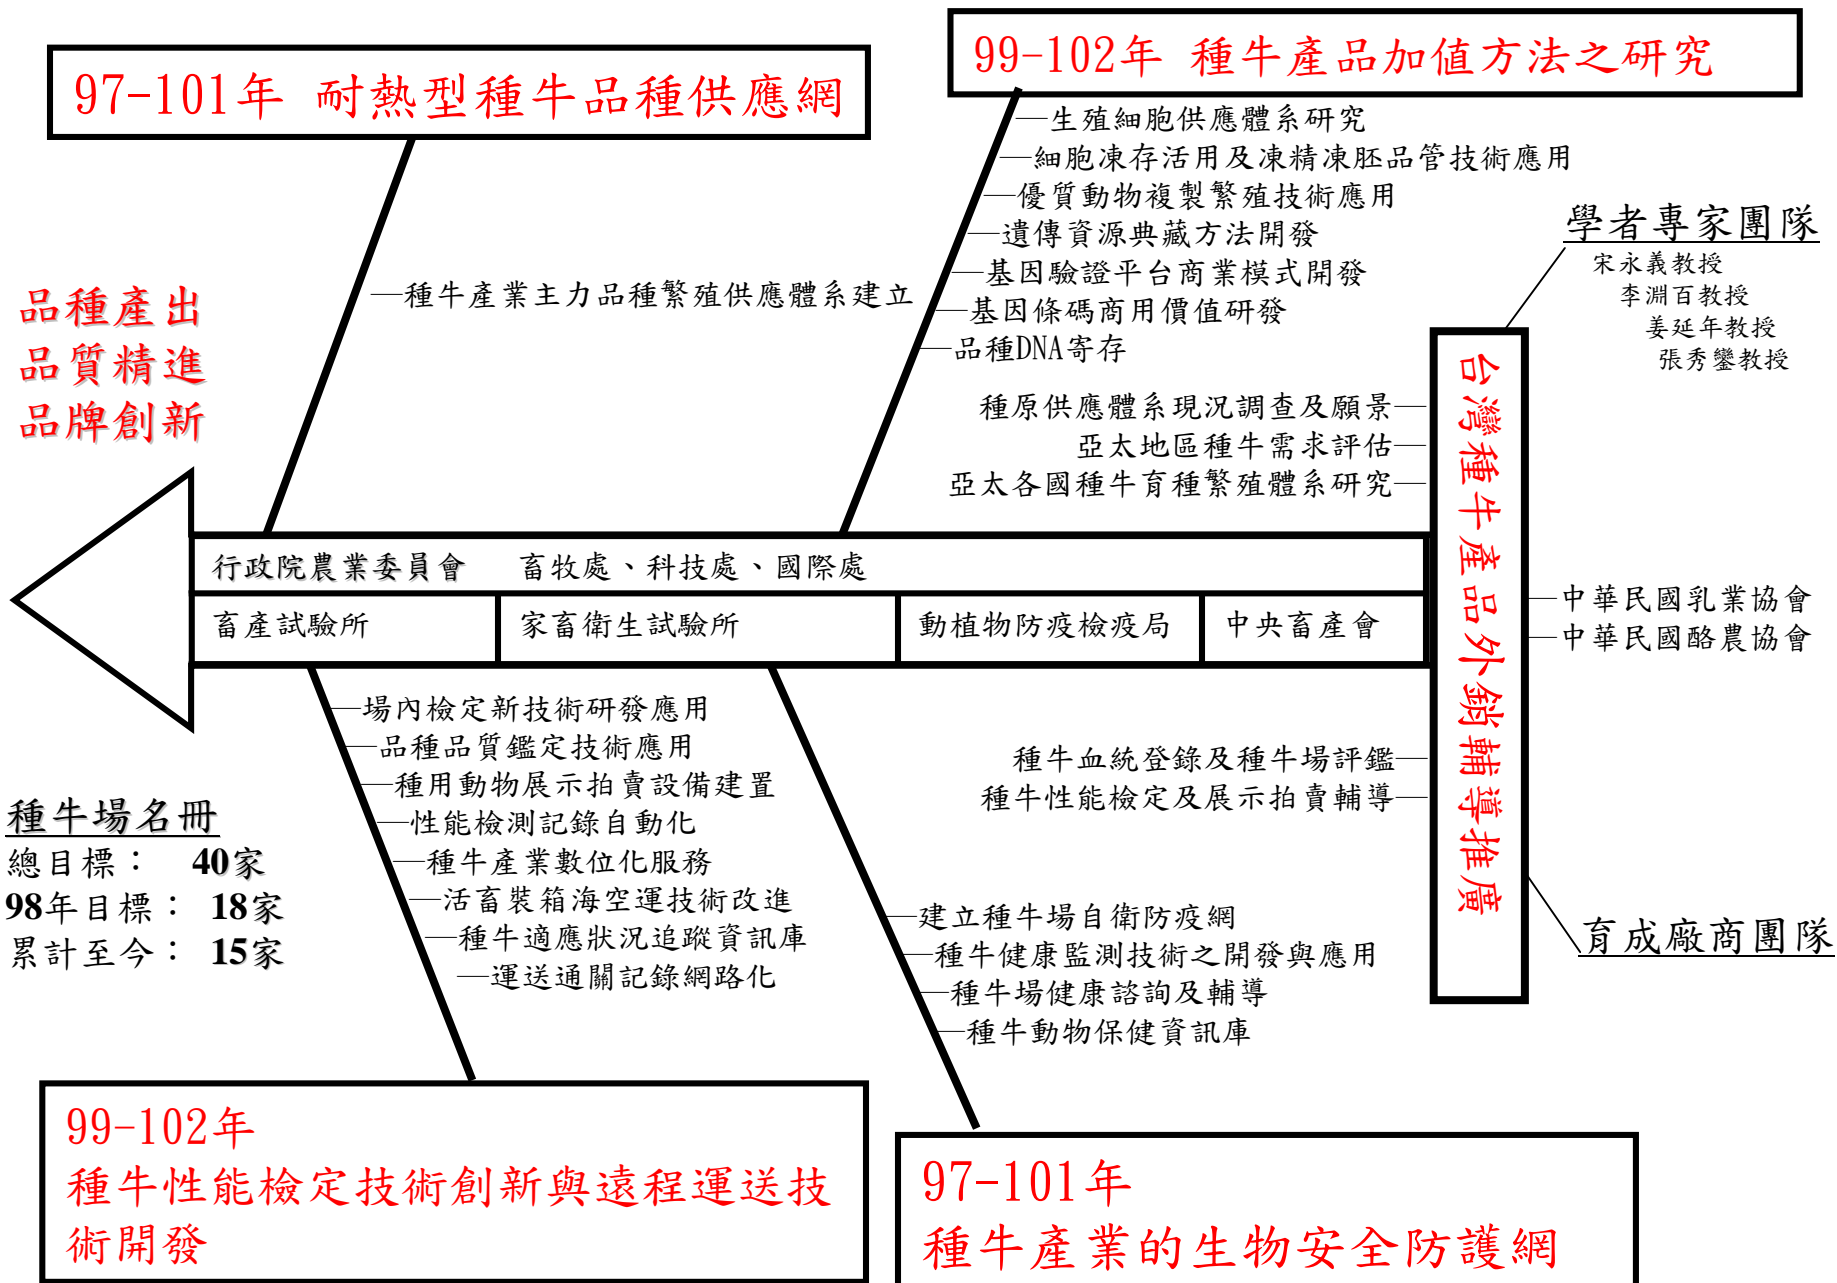 97-101年 耐熱型種牛品種供應網
99-102年 種牛產品加值方法之研究
生殖細胞供應體系研究
細胞凍存活用及凍精凍胚品管技術應用
優質動物複製繁殖技術應用
遺傳資源典藏方法開發
基因驗證平台商業模式開發
基因條碼商用價值研發
品種DNA寄存
種牛產業主力品種繁殖供應體系建立
學者專家團隊
宋永義教授
李淵百教授
姜延年教授
張秀鑾教授
品種產出
品質精進
品牌創新
種原供應體系現況調查及願景
亞太地區種牛需求評估
亞太各國種牛育種繁殖體系研究
台灣種牛產品外銷輔導推廣
行政院農業委員會 畜牧處、科技處、國際處
畜產試驗所 家畜衛生試驗所 動植物防疫檢疫局 中央畜產會
中華民國乳業協會
中華民國酪農協會
場內檢定新技術研發應用
品種品質鑑定技術應用
種用動物展示拍賣設備建置
性能檢測記錄自動化
種牛產業數位化服務
活畜裝箱海空運技術改進
種牛適應狀況追蹤資訊庫
運送通關記錄網路化
種牛血統登錄及種牛場評鑑
種牛性能檢定及展示拍賣輔導
建立種牛場自衛防疫網
種牛健康監測技術之開發與應用
種牛場健康諮詢及輔導
種牛動物保健資訊庫
育成廠商團隊
種牛場名冊
總目標： 40家
98年目標： 18家
累計至今： 15家
99-102年
種牛性能檢定技術創新與遠程運送技
術開發
97-101年
種牛產業的生物安全防護網